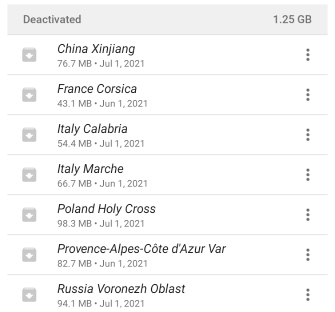 Deactivated 1.25 GB
China Xinjiang
76.7 MB • Jul 1, 2021
France Corsica
43.1 MB • Jun 1, 2021
Italy Calabria
54.4 MB • Jul 1, 2021
Italy Marche
66.7 MB • Jun 1, 2021
Poland Holy Cross
98.3 MB • Jul 1, 2021
Provence-Alpes-Côte d'Azur Var
82.7 MB • Jun 1, 2021
Russia Voronezh Oblast
94.1 MB • Jul 1, 2021